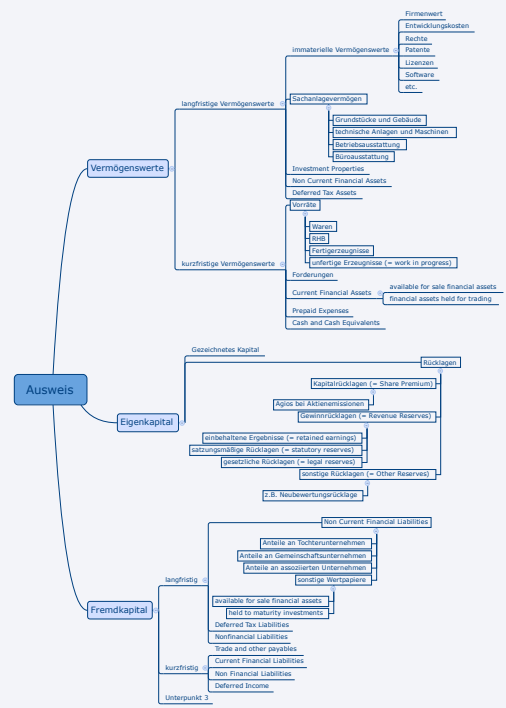 Ausweis
Vermögenswerte
langfristige Vermögenswerte
immaterielle Vermögenswerte
Firmenwert
Entwicklungskosten
Rechte
Patente
Lizenzen
Software
etc.
Sachanlagevermögen
Grundstücke und Gebäude
technische Anlagen und Maschinen
Betriebsausstattung
Büroausstattung
Investment Properties
Non Current Financial Assets
Deferred Tax Assets
kurzfristige Vermögenswerte
Vorräte
Waren
RHB
Fertigerzeugnisse
unfertige Erzeugnisse (= work in progress)
Forderungen
Current Financial Assets
available for sale financial assets
financial assets held for trading
Prepaid Expenses
Cash and Cash Equivalents
Eigenkapital
Gezeichnetes Kapital
Rücklagen
Kapitalrücklagen (= Share Premium)
Agios bei Aktienemissionen
Gewinnrücklagen (= Revenue Reserves)
einbehaltene Ergebnisse (= retained earnings)
satzungsmäßige Rücklagen (= statutory reserves)
gesetzliche Rücklagen (= legal reserves)
sonstige Rücklagen (= Other Reserves)
z.B. Neubewertungsrücklage
Fremdkapital
langfristig
Non Current Financial Liabilities
Anteile an Tochterunternehmen
Anteile an Gemeinschaftsunternehmen
Anteile an assoziierten Unternehmen
sonstige Wertpapiere
available for sale financial assets
held to maturity investments
Deferred Tax Liabilities
Nonfinancial Liabilities
kurzfristig
Trade and other payables
Current Financial Liabilities
Non Financial Liabilities
Deferred Income
Unterpunkt 3